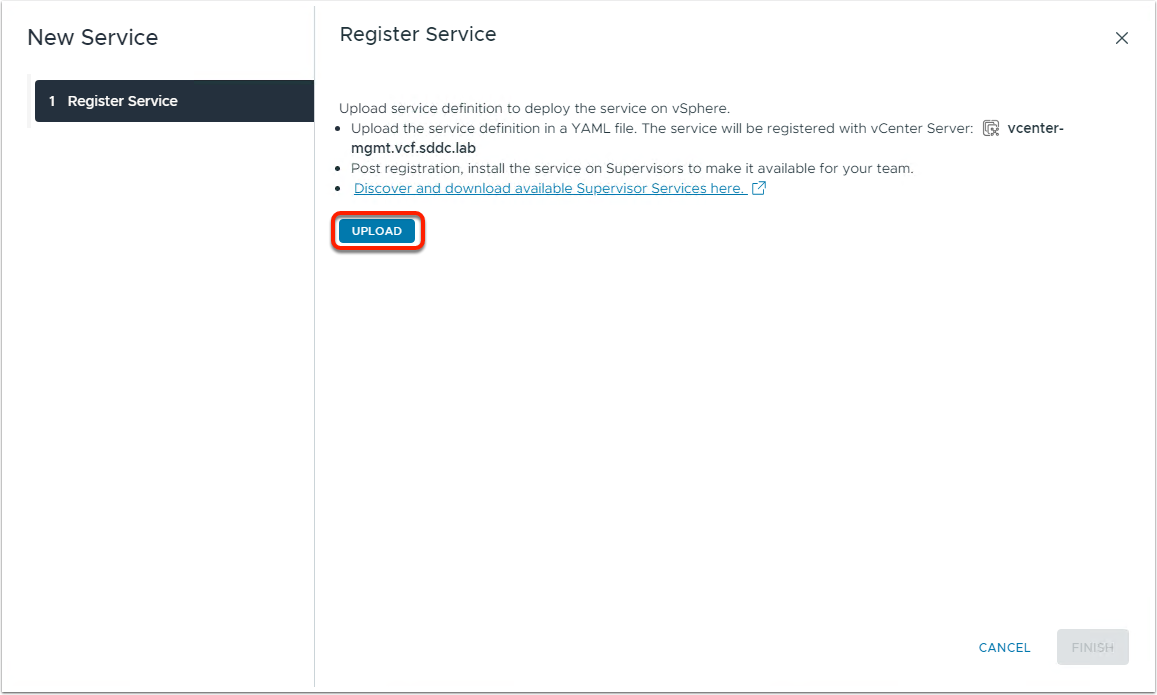 New Service
1 Register Service
Register Service
Upload service definition to deploy the service on vSphere.
Upload the service definition in a YAML file. The service will be registered with vCenter Server: vcenter-
mgmt.vcf.sddc.lab
Post registration, install the service on Supervisors to make it available for your team.
Discover and download available Supervisor Services here.
UPLOAD
CANCEL
FINISH